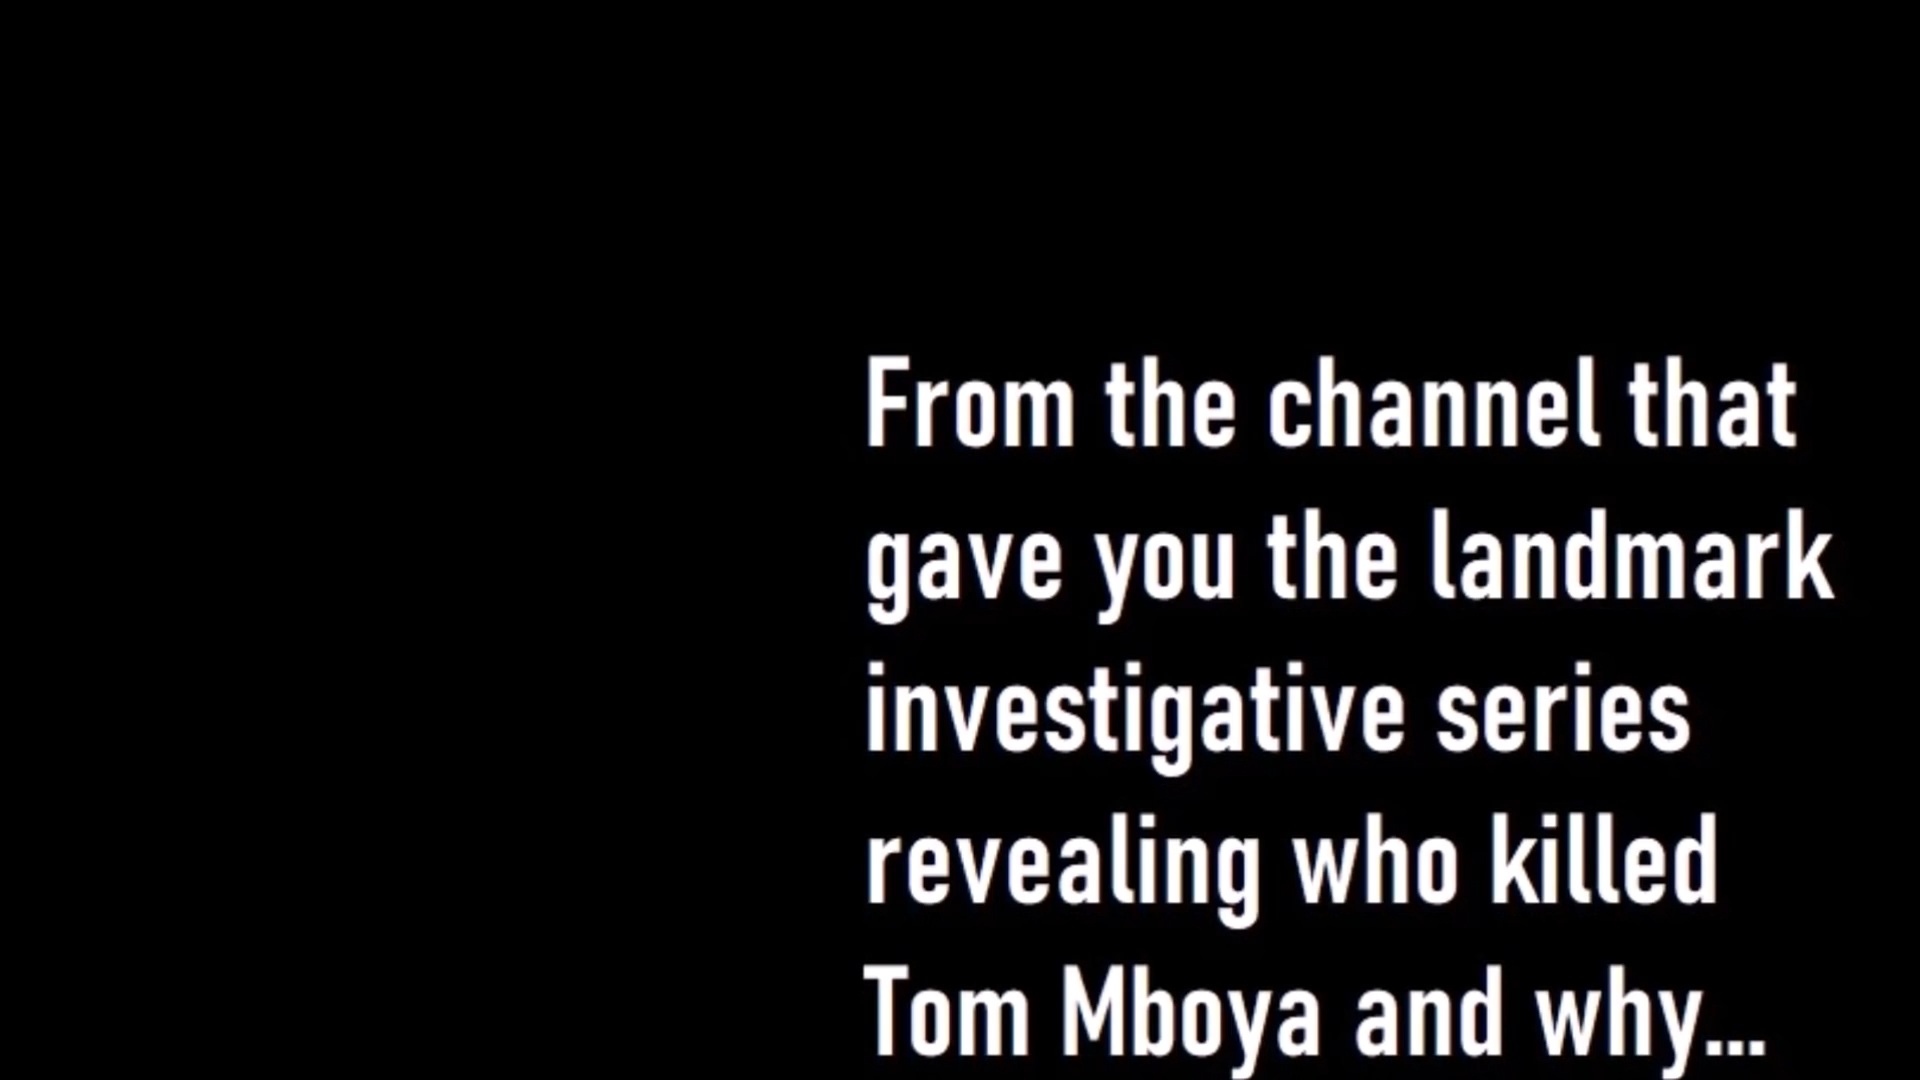 From the channel that
gave you the landmark
investigative series
revealing who killed
Tom Mboya and why...